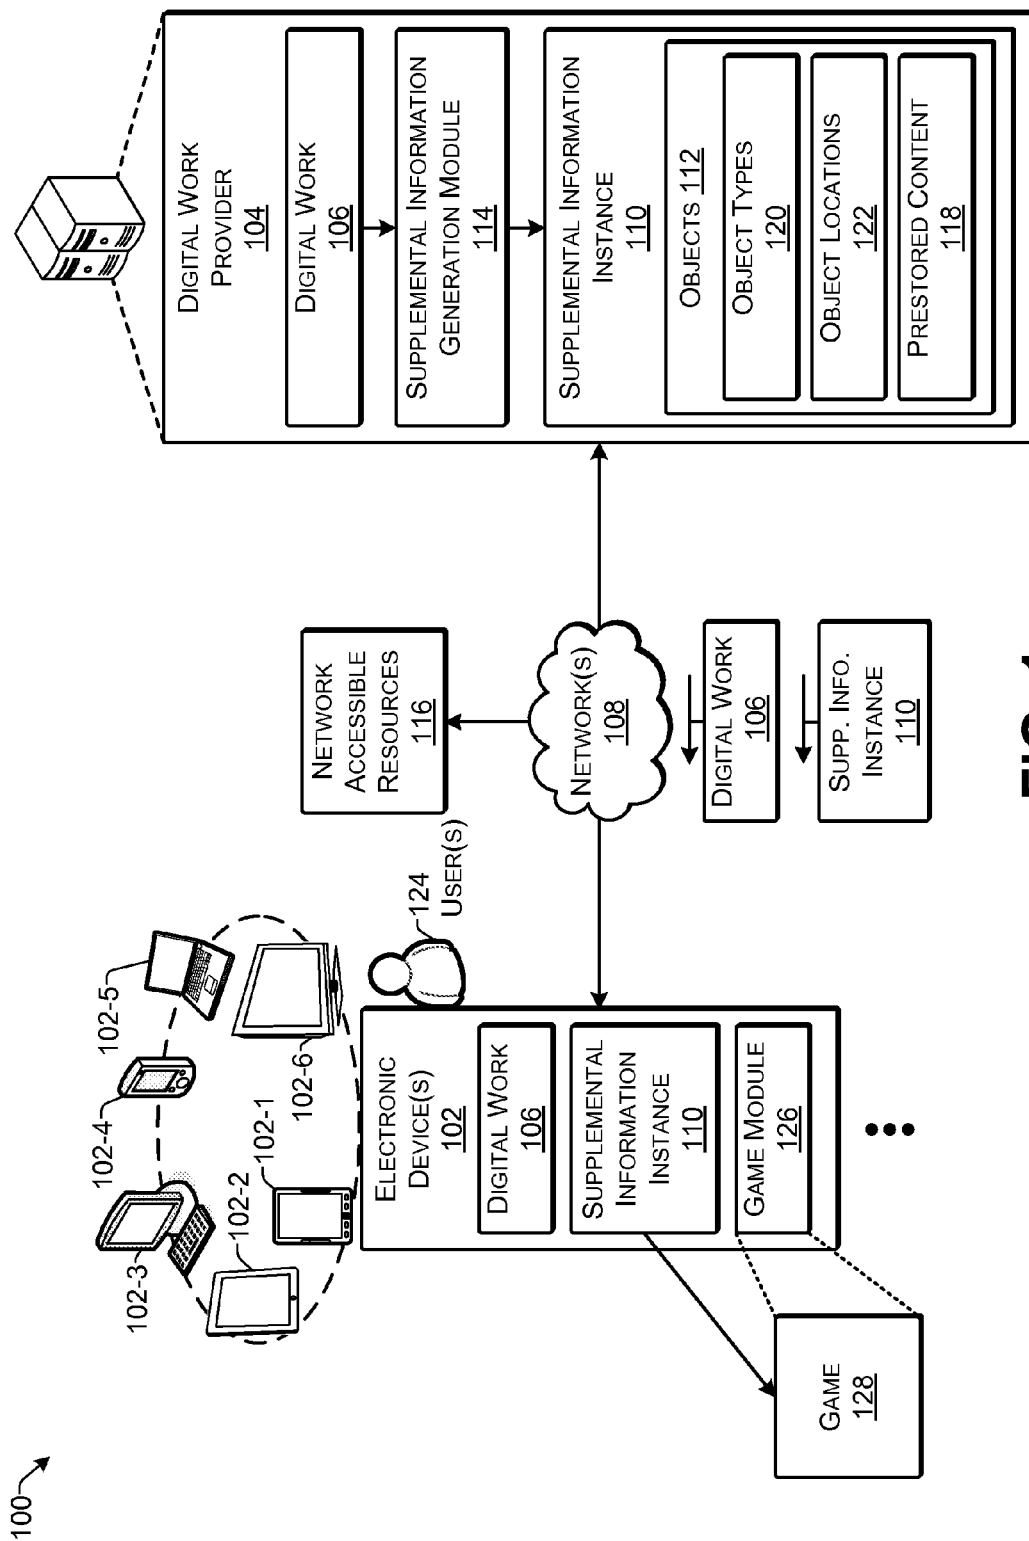 100
102-1
102-2
102-3
102-4
102-5
102-6
124
USER(S)
ELECTRONIC
DEVICE(S)
102
DIGITAL WORK
106
SUPPLEMENTAL
INFORMATION
INSTANCE
110
GAME MODULE
126
GAME
128
NETWORK
ACCESSIBLE
RESOURCES
116
NETWORK(S)
108
DIGITAL WORK
106
SUPP. INFO.
INSTANCE
110
DIGITAL WORK
PROVIDER
104
DIGITAL WORK
106
SUPPLEMENTAL INFORMATION
GENERATION MODULE
114
SUPPLEMENTAL INFORMATION
INSTANCE
110
OBJECTS 112
OBJECT TYPES
120
OBJECT LOCATIONS
122
PRESTORED CONTENT
118